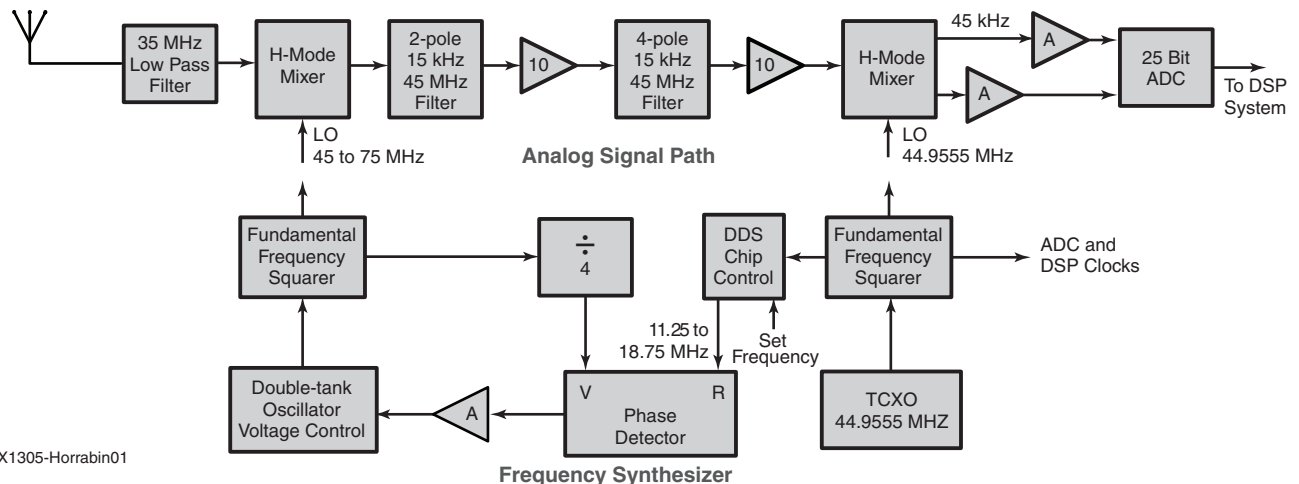 35 MHz
Low Pass
Filter
H-Mode
Mixer
2-pole
15 kHz
45 MHz
Filter
10
4-pole
15 kHz
45 MHz
Filter
10
H-Mode
Mixer
45 kHz
A
A
25 Bit
ADC
To DSP
System
LO
45 to 75 MHz
Analog Signal Path
LO
44.9555 MHz
Fundamental
Frequency
Squarer
÷
4
DDS
Chip
Control
Fundamental
Frequency
Squarer
ADC and
DSP Clocks
11.25 to
18.75 MHz
Set
Frequency
Double-tank
Oscillator
Voltage Control
A
V
R
Phase
Detector
TCXO
44.9555 MHZ
X1305-Horrabin01
Frequency Synthesizer